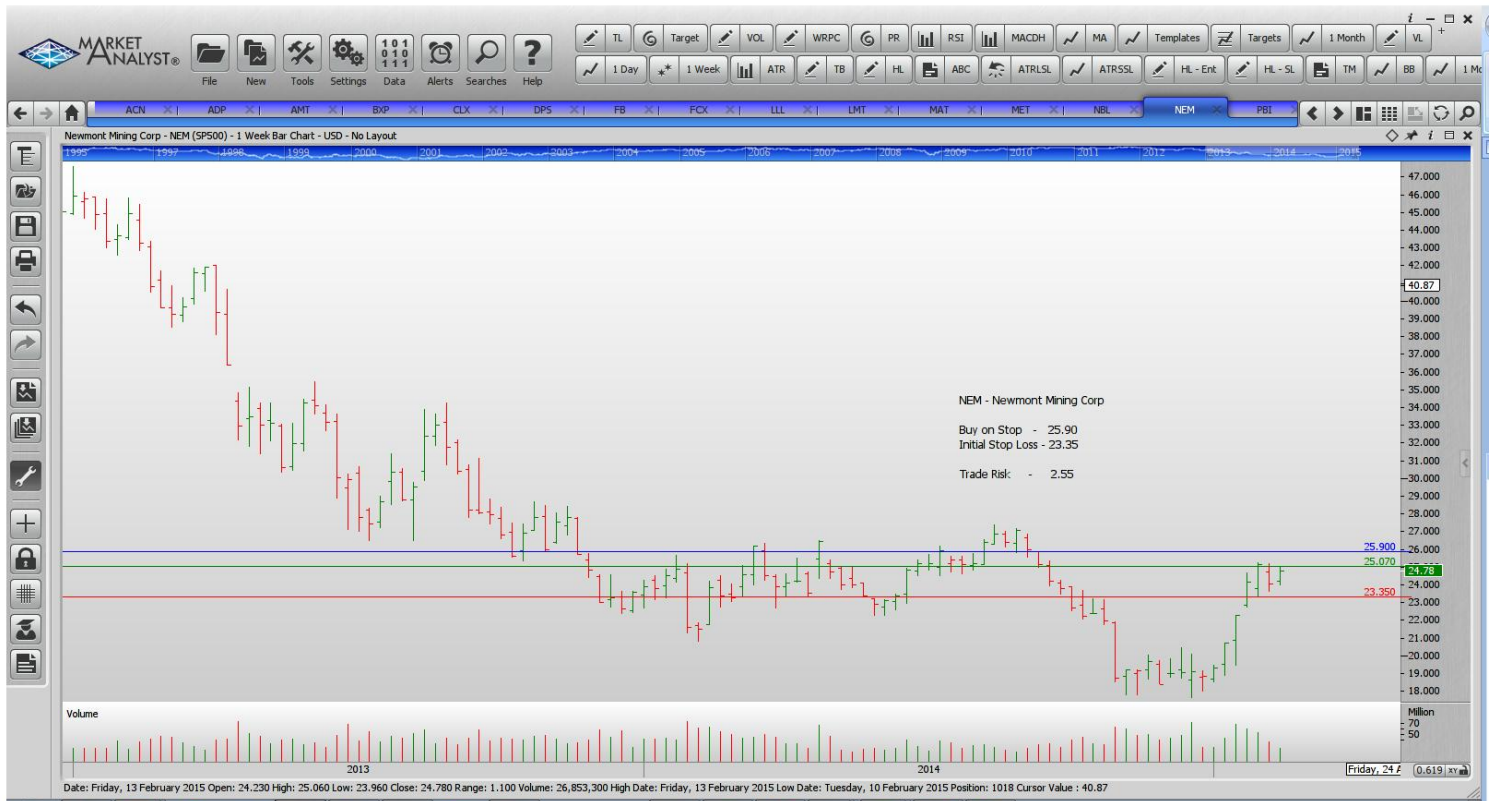 i
MARKET ANALYST®
File New Tools Settings Data Alerts Searches Help
101
010
111
TL Target VOL WRPC PR RSI MACDH MA Templates Targets 1 Month VL
1 Day 1 Week ATR TB HL ABC ATRLSL ATRSSL HL - Ent HL - SL TM BB
ACN ADP AMT BXP CLX DPS FB FCX LLL LMT MAT MET NBL NEM PBI
Newmont Mining Corp - NEM (SP500) - 1 Week Bar Chart - USD - No Layout
1995 1997 1998 1999 2000 2001 2002 2003 2004 2005 2006 2007 2008 2009 2010 2011 2012 2013 2014 2015
47.000
46.000
45.000
44.000
43.000
42.000
40.87
40.000
39.000
38.000
37.000
36.000
35.000
34.000
33.000
32.000
31.000
30.000
29.000
28.000
27.000
26.000
24.78
24.000
23.000
22.000
21.000
20.000
19.000
18.000
NEM - Newmont Mining Corp
Buy on Stop - 25.90
Initial Stop Loss - 23.35
Trade Risk - 2.55
25.900
25.070
23.350
Volume
Million
70
50
2013 2014
Friday, 24 0.619 XY
Date: Friday, 13 February 2015 Open: 24.230 High: 25.060 Low: 23.960 Close: 24.780 Range: 1.100 Volume: 26,853,300 High Date: Friday, 13 February 2015 Low Date: Tuesday, 10 February 2015 Position: 1018 Cursor Value : 40.87